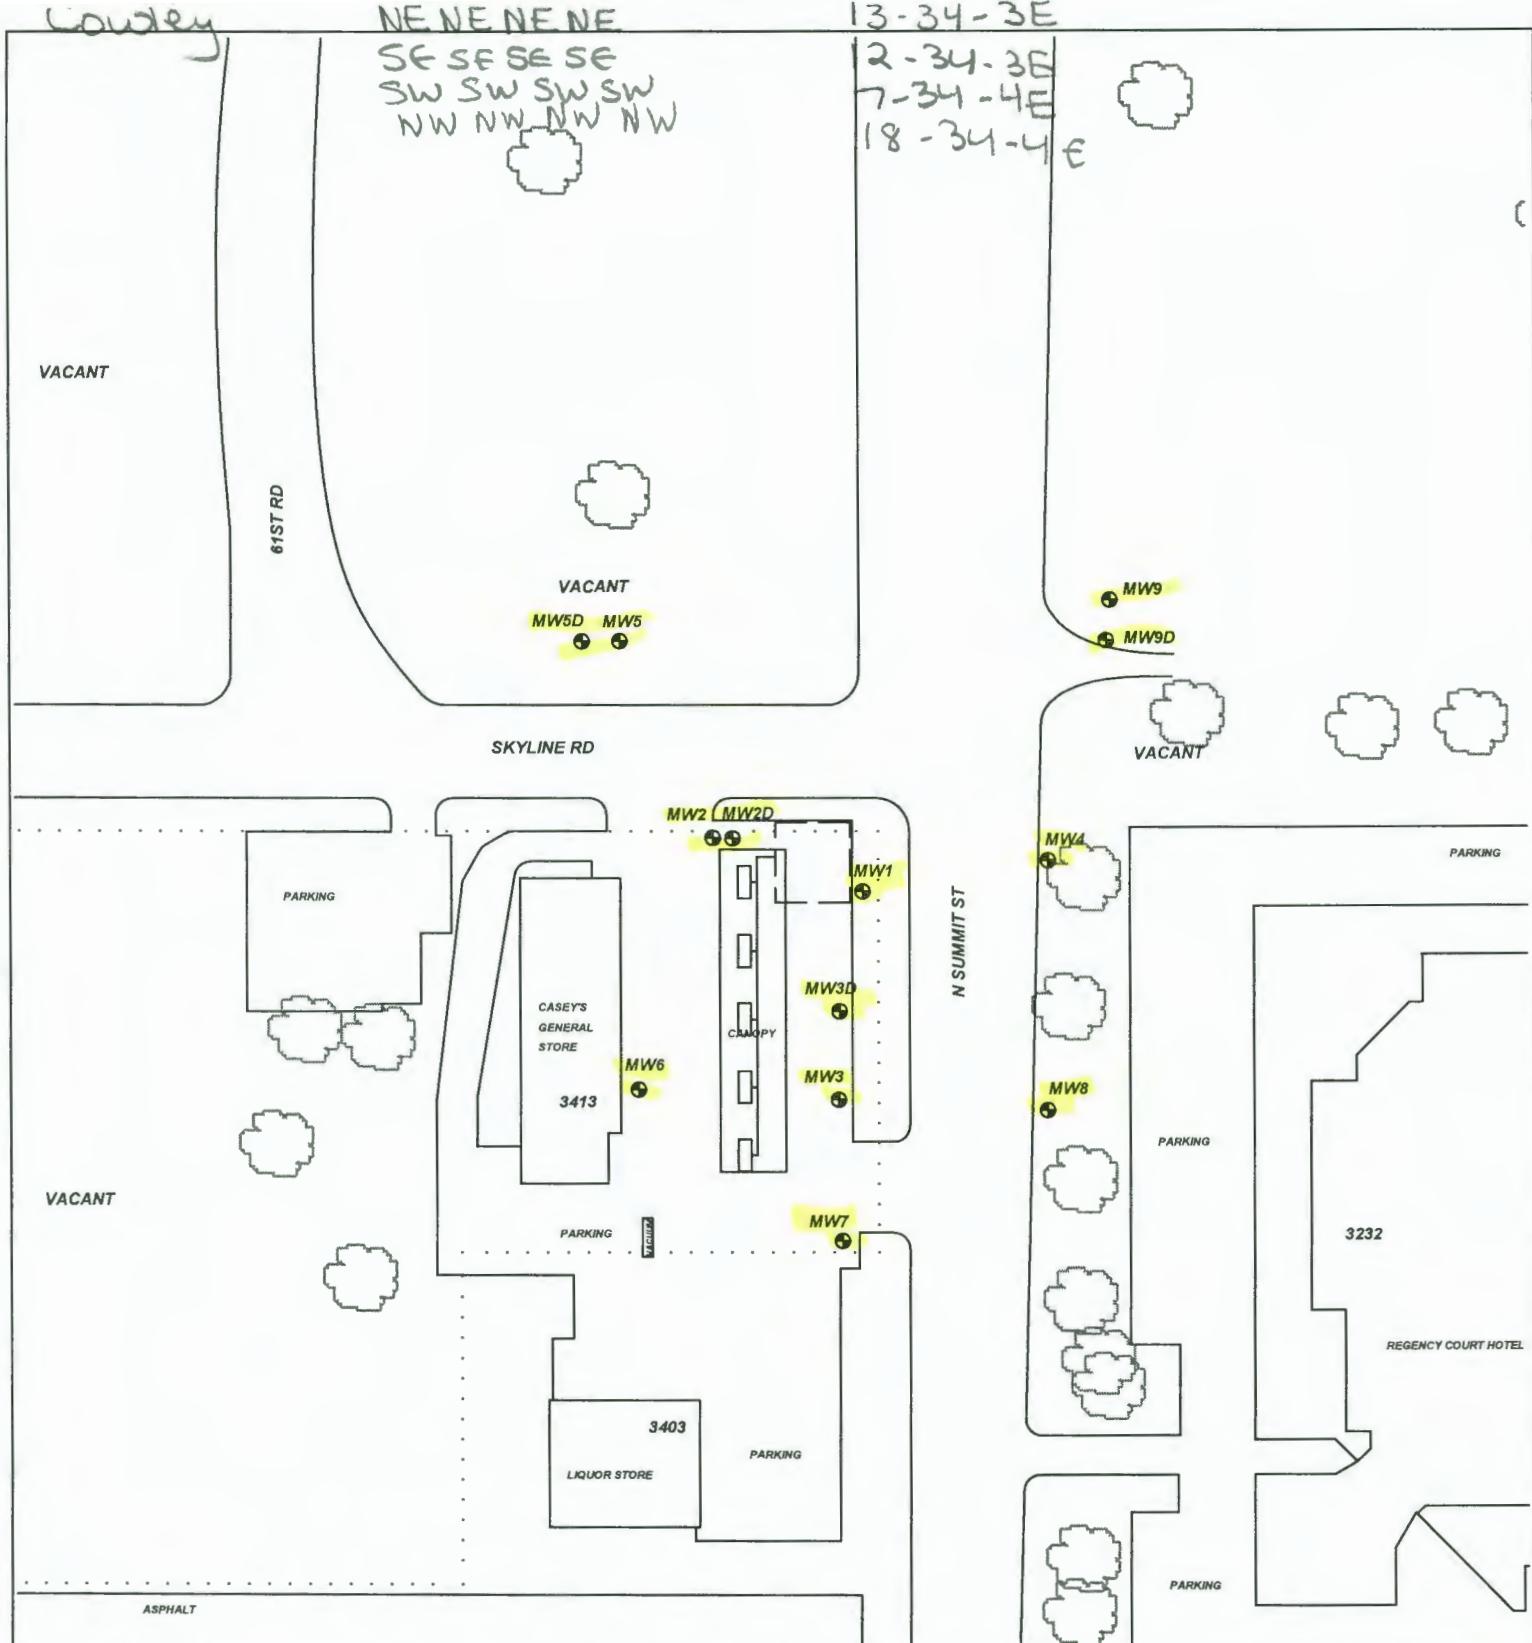 Cowley NE NE NE NE 13-34-3E
SE SE SE SE 12-34-3E
SW SW SW SW 7-34-4E
NW NW NW NW 18-34-4E
VACANT
61ST RD
VACANT
MW5D MW5
MW9
MW9D
SKYLINE RD
VACANT
MW2 MW2D
MW4
PARKING
MW1
PARKING
N SUMMIT ST
MW3D
CASEY'S
GENERAL
STORE
CANOPY
MW6
MW3
MW8
3413
PARKING
VACANT
MW7
PARKING
3232
REGENCY COURT HOTEL
3403
PARKING
LIQUOR STORE
PARKING
ASPHALT